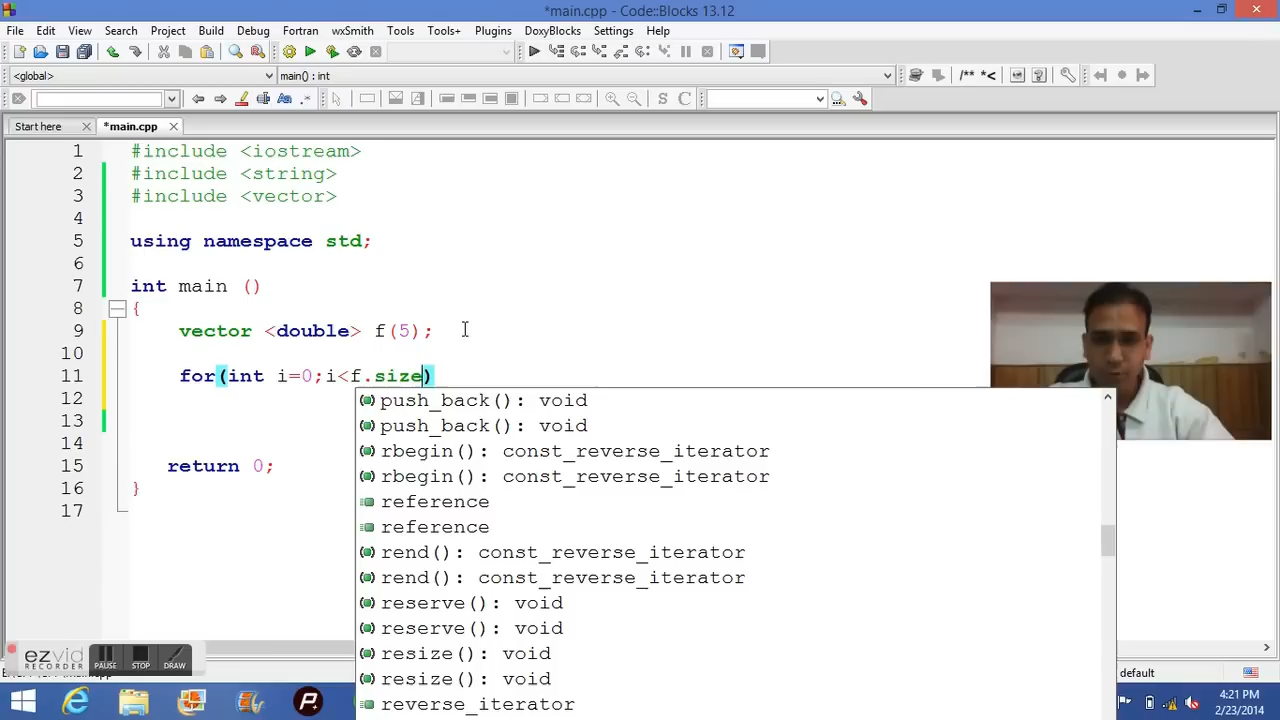 *main.cpp - Code::Blocks 13.12
File Edit View Search Project Build Debug Fortran wxSmith Tools Tools+ Plugins DoxyBlocks Settings Help
<global> main() : int
/** *<
S C
Start here *main.cpp
1 #include <iostream>
2 #include <string>
3 #include <vector>
4
5 using namespace std;
6
7 int main ()
8 {
9 vector <double> f(5);
10
11 for(int i=0;i<f.size)
12
13
14
15 return 0;
16 }
17
push_back(): void
push_back(): void
rbegin(): const_reverse_iterator
rbegin(): const_reverse_iterator
reference
reference
rend(): const_reverse_iterator
rend(): const_reverse_iterator
reserve(): void
reserve(): void
resize(): void
resize(): void
reverse_iterator
ezvid
RECORDER
PAUSE STOP DRAW
default
4:21 PM
2/23/2014